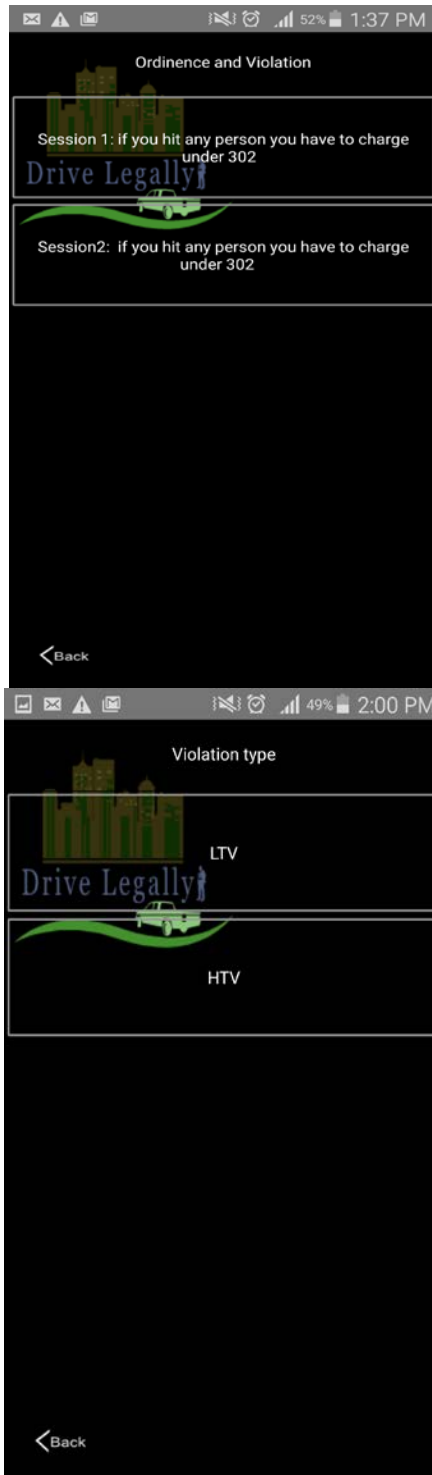 52% 1:37 PM
Ordinence and Violation
Session 1: if you hit any person you have to charge
under 302
Drive Legally
Session2: if you hit any person you have to charge
under 302
Back
49% 2:00 PM
Violation type
LTV
Drive Legally
HTV
Back